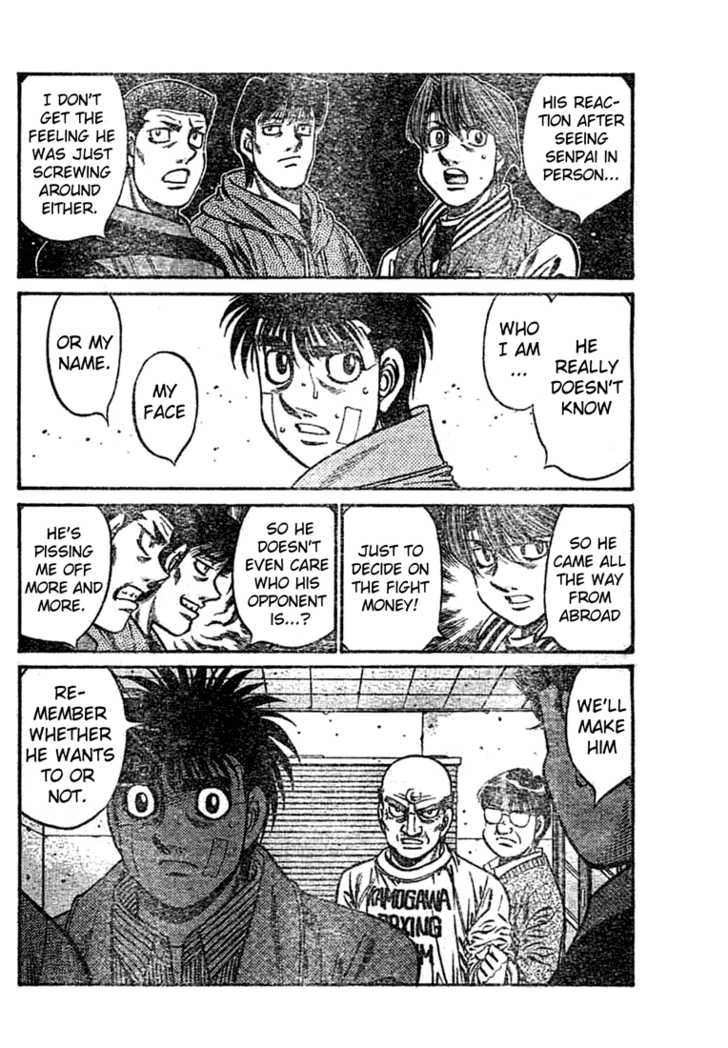 HIS REAC-
TION AFTER
SEEING
SENPAI IN
PERSON...
I DON'T
GET THE
FEELING HE
WAS JUST
SCREWING
AROUND
EITHER.
HE
REALLY
DOESN'T
KNOW
WHO
I AM
...
MY
FACE
OR MY
NAME.
SO HE
CAME ALL
THE WAY
FROM
ABROAD
JUST TO
DECIDE ON
THE FIGHT
MONEY!
SO HE
DOESN'T
EVEN CARE
WHO HIS
OPPONENT
IS...?
HE'S
PISSING
ME OFF
MORE AND
MORE.
WE'LL
MAKE
HIM
RE-
MEMBER
WHETHER
HE WANTS
TO OR
NOT.
KAMOGAWA
BOXING